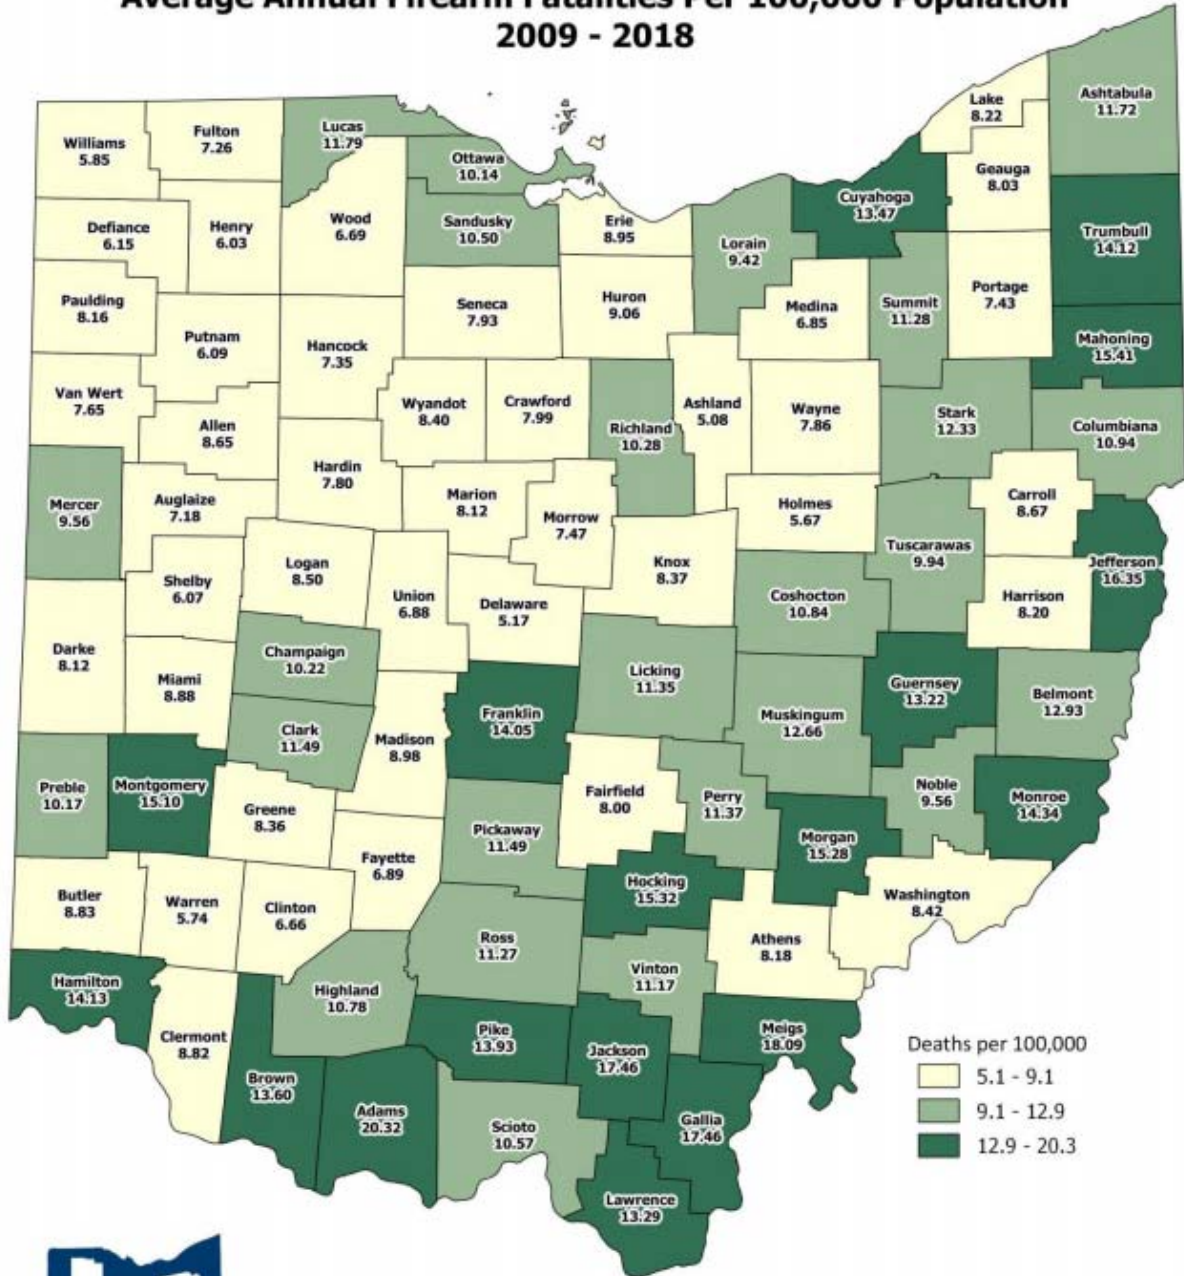 Average Annual Firearm Fatalities Per 100,000 Population
2009 - 2018
Williams
5.85
Fulton
7.26
Lucas
11.79
Ottawa
10.14
Lake
8.22
Ashtabula
11.72
Geauga
8.03
Cuyahoga
13.47
Defiance
6.15
Henry
6.03
Wood
6.69
Sandusky
10.50
Erie
8.95
Lorain
9.42
Trumbull
14.12
Paulding
8.16
Putnam
6.09
Hancock
7.35
Seneca
7.93
Huron
9.06
Medina
6.85
Summit
11.28
Portage
7.43
Mahoning
15.41
Van Wert
7.65
Allen
8.65
Wyandot
8.40
Crawford
7.99
Richland
10.28
Ashland
5.08
Wayne
7.86
Stark
12.33
Columbiana
10.94
Mercer
9.56
Auglaize
7.18
Hardin
7.80
Marion
8.12
Morrow
7.47
Holmes
5.67
Carroll
8.67
Tuscarawas
9.94
Jefferson
16.35
Shelby
6.07
Logan
8.50
Union
6.88
Delaware
5.17
Knox
8.37
Coshocton
10.84
Harrison
8.20
Darke
8.12
Miami
8.88
Champaign
10.22
Licking
11.35
Guernsey
13.22
Belmont
12.93
Clark
11.49
Madison
8.98
Franklin
14.05
Muskingum
12.66
Preble
10.17
Montgomery
15.10
Greene
8.36
Fairfield
8.00
Perry
11.37
Noble
9.56
Monroe
14.34
Pickaway
11.49
Morgan
15.28
Fayette
6.89
Hocking
15.32
Washington
8.42
Butler
8.83
Warren
5.74
Clinton
6.66
Ross
11.27
Athens
8.18
Vinton
11.17
Hamilton
14.13
Highland
10.78
Clermont
8.82
Pike
13.93
Jackson
17.46
Meigs
18.09
Brown
13.60
Adams
20.32
Scioto
10.57
Gallia
17.46
Lawrence
13.29
Deaths per 100,000
5.1 - 9.1
9.1 - 12.9
12.9 - 20.3